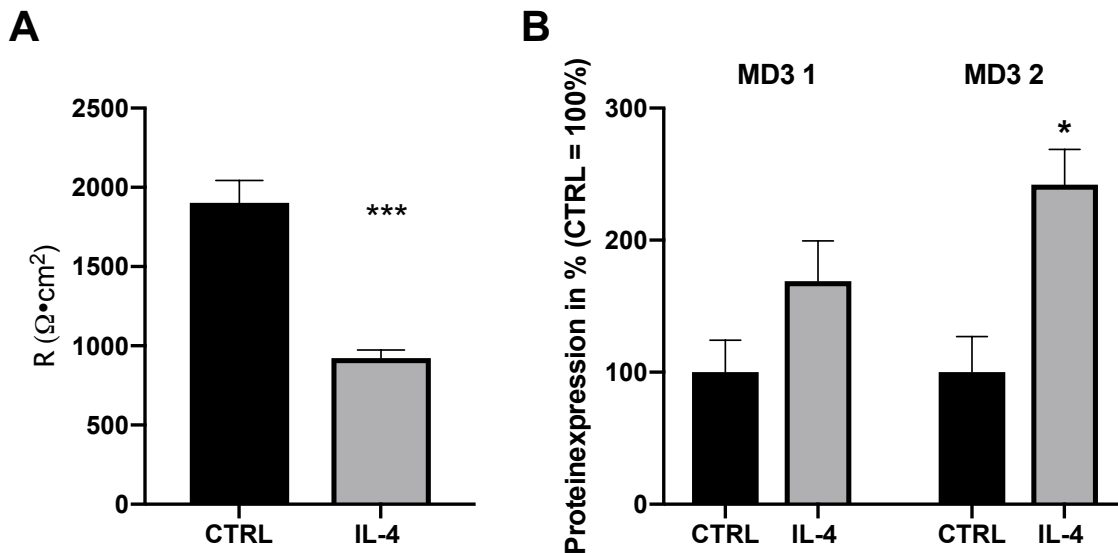 A
2500
2000
1500
1000
500
0
R (Ω•cm²)
***
CTRL IL-4
B
MD3 1 MD3 2
300
200
100
0
Proteinexpression in % (CTRL = 100%)
*
CTRL IL-4 CTRL IL-4